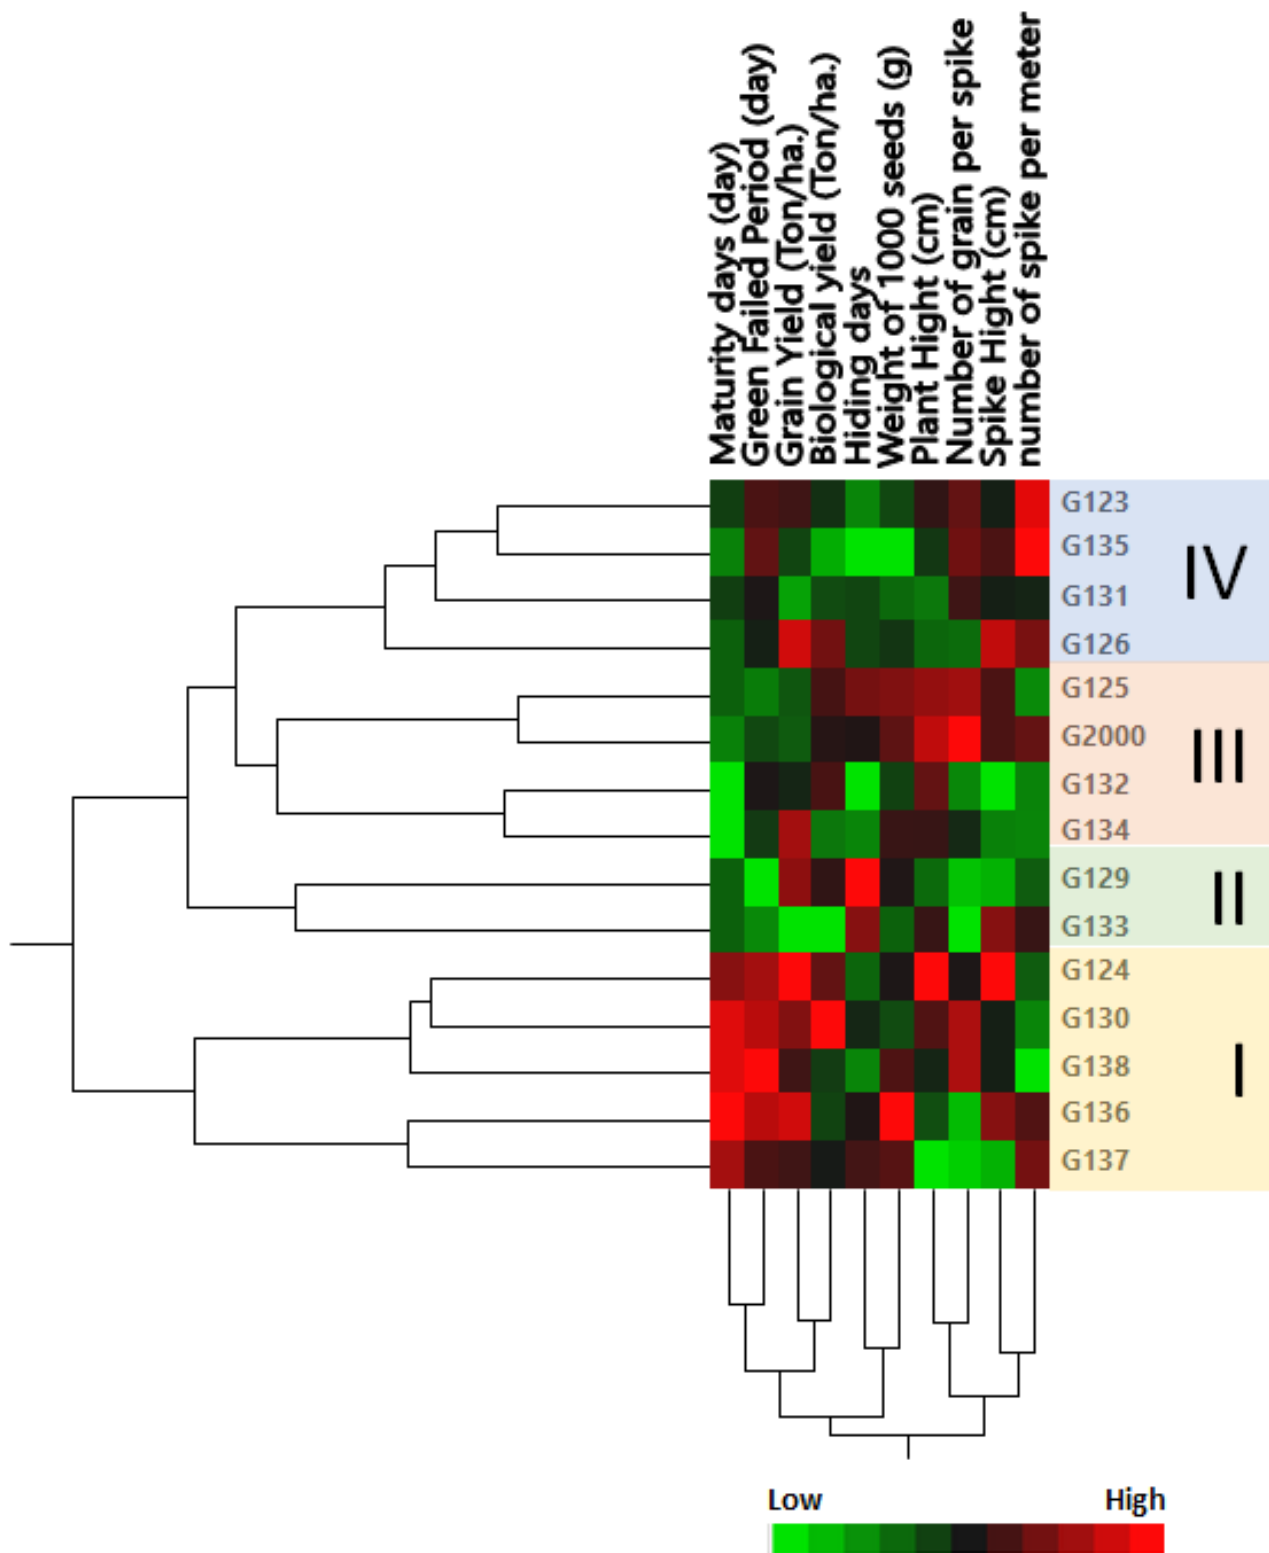 Maturity days (day)
Green Failed Period (day)
Grain Yield (Ton/ha.)
Biological yield (Ton/ha.)
Hiding days
Weight of 1000 seeds (g)
Plant Hight (cm)
Number of grain per spike
Spike Hight (cm)
number of spike per meter
G123
G135
G131
G126
IV
G125
G2000
G132
G134
III
G129
G133
II
G124
G130
G138
G136
G137
I
Low High